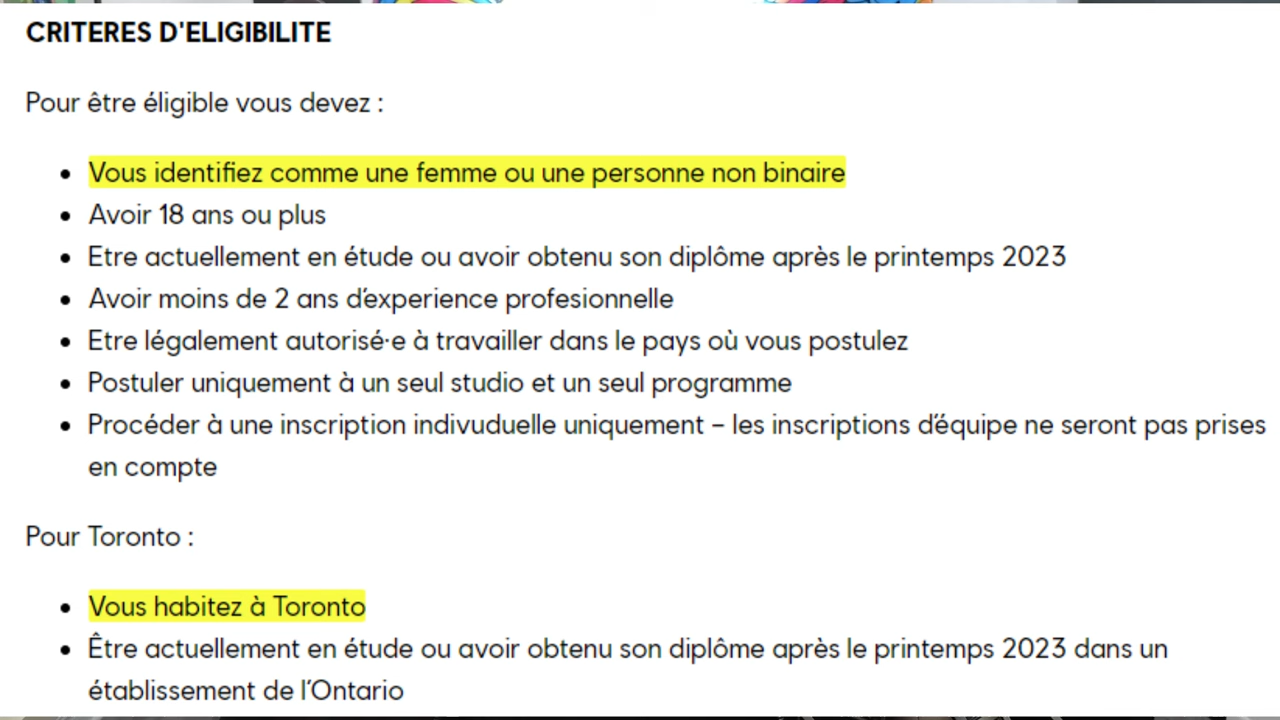 CRITERES D'ELIGIBILITE
Pour être éligible vous devez :
Vous identifiez comme une femme ou une personne non binaire
Avoir 18 ans ou plus
Etre actuellement en étude ou avoir obtenu son diplôme après le printemps 2023
Avoir moins de 2 ans d'experience profesionnelle
Etre légalement autorisé·e à travailler dans le pays où vous postulez
Postuler uniquement à un seul studio et un seul programme
Procéder à une inscription indivuduelle uniquement – les inscriptions d'équipe ne seront pas prises
en compte
Pour Toronto :
Vous habitez à Toronto
Être actuellement en étude ou avoir obtenu son diplôme après le printemps 2023 dans un
établissement de l'Ontario